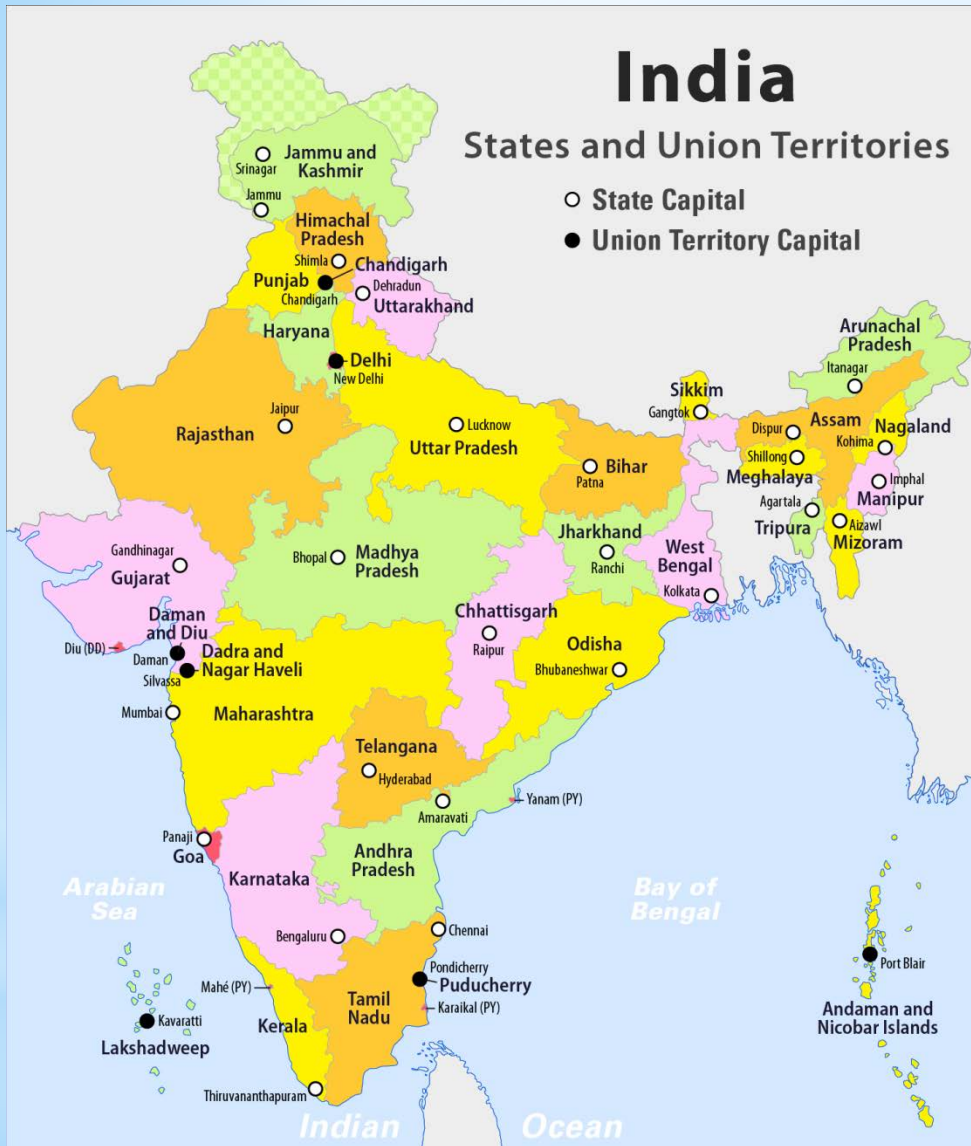 India
States and Union Territories
State Capital
Union Territory Capital
Srinagar
Jammu and
Kashmir
Jammu
Himachal
Pradesh
Shimla
Punjab
Chandigarh
Chandigarh
Dehradun
Uttarakhand
Haryana
Delhi
New Delhi
Arunachal
Pradesh
Itanagar
Sikkim
Gangtok
Assam
Dispur
Nagaland
Kohima
Shillong
Meghalaya
Imphal
Manipur
Agartala
Tripura
Aizawl
Mizoram
Jaipur
Rajasthan
Lucknow
Uttar Pradesh
Bihar
Patna
Jharkhand
Ranchi
West
Bengal
Kolkata
Gandhinagar
Gujarat
Bhopal
Madhya
Pradesh
Chhattisgarh
Raipur
Odisha
Bhubaneshwar
Daman
and Diu
Diu (DD)
Daman
Dadra and
Nagar Haveli
Silvassa
Mumbai
Maharashtra
Telangana
Hyderabad
Amaravati
Yanam (PY)
Panaji
Goa
Karnataka
Andhra
Pradesh
Arabian
Sea
Bay of
Bengal
Bengaluru
Chennai
Pondicherry
Puducherry
Mahé (PY)
Karaikal (PY)
Tamil
Nadu
Kerala
Kavaratti
Lakshadweep
Port Blair
Andaman and
Nicobar Islands
Thiruvananthapuram
Indian Ocean